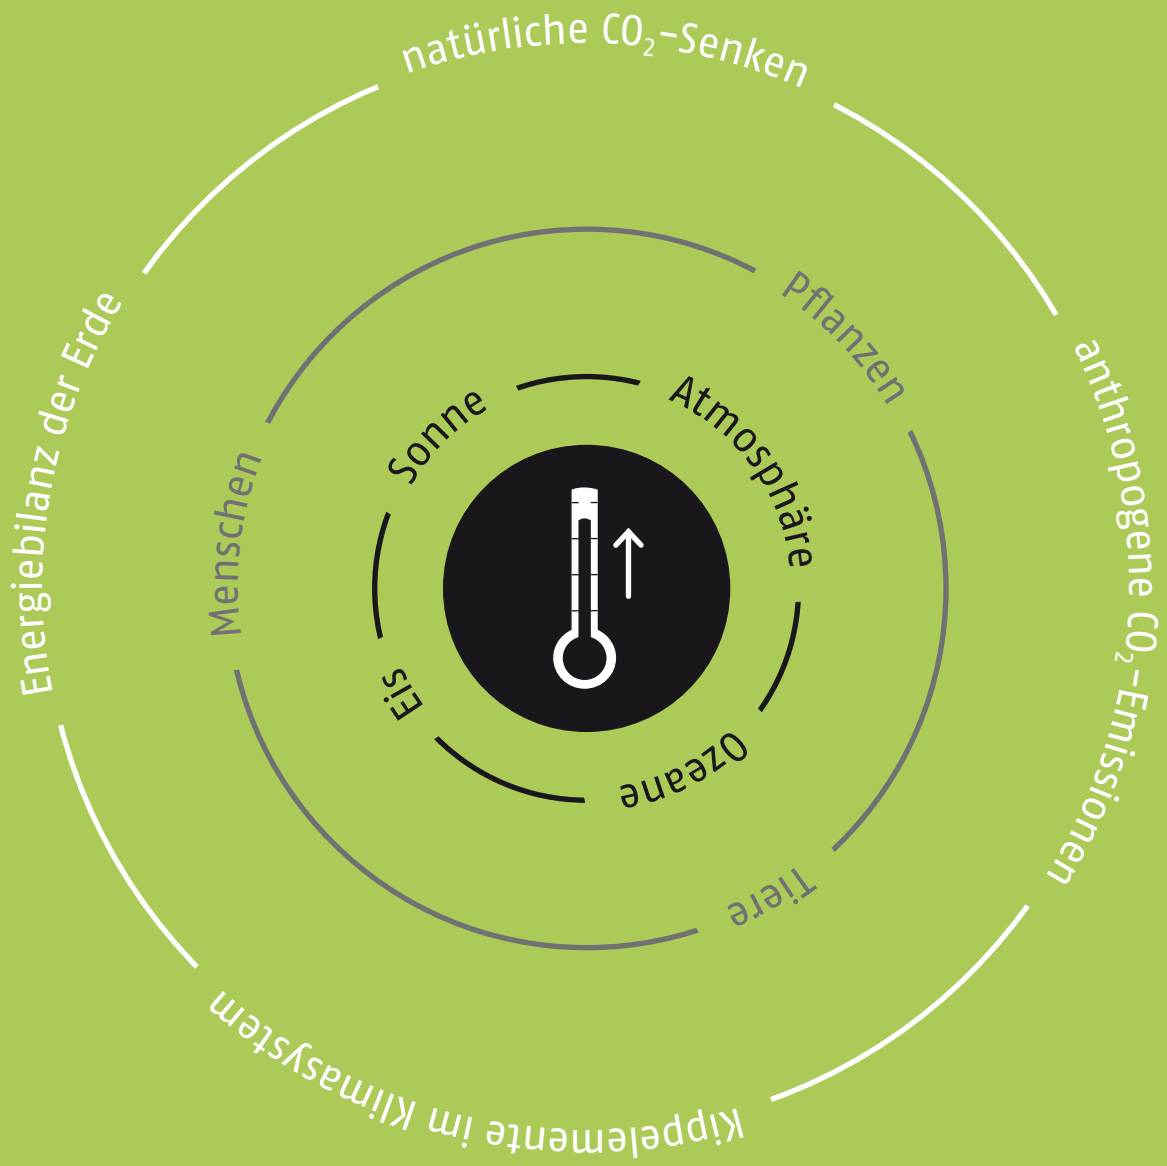 natürliche CO₂-Senken
anthropogene CO₂-Emissionen
Kippelemente im Klimasystem
Energiebilanz der Erde
Pflanzen
Tiere
Menschen
Sonne
Atmosphäre
Ozeane
Eis